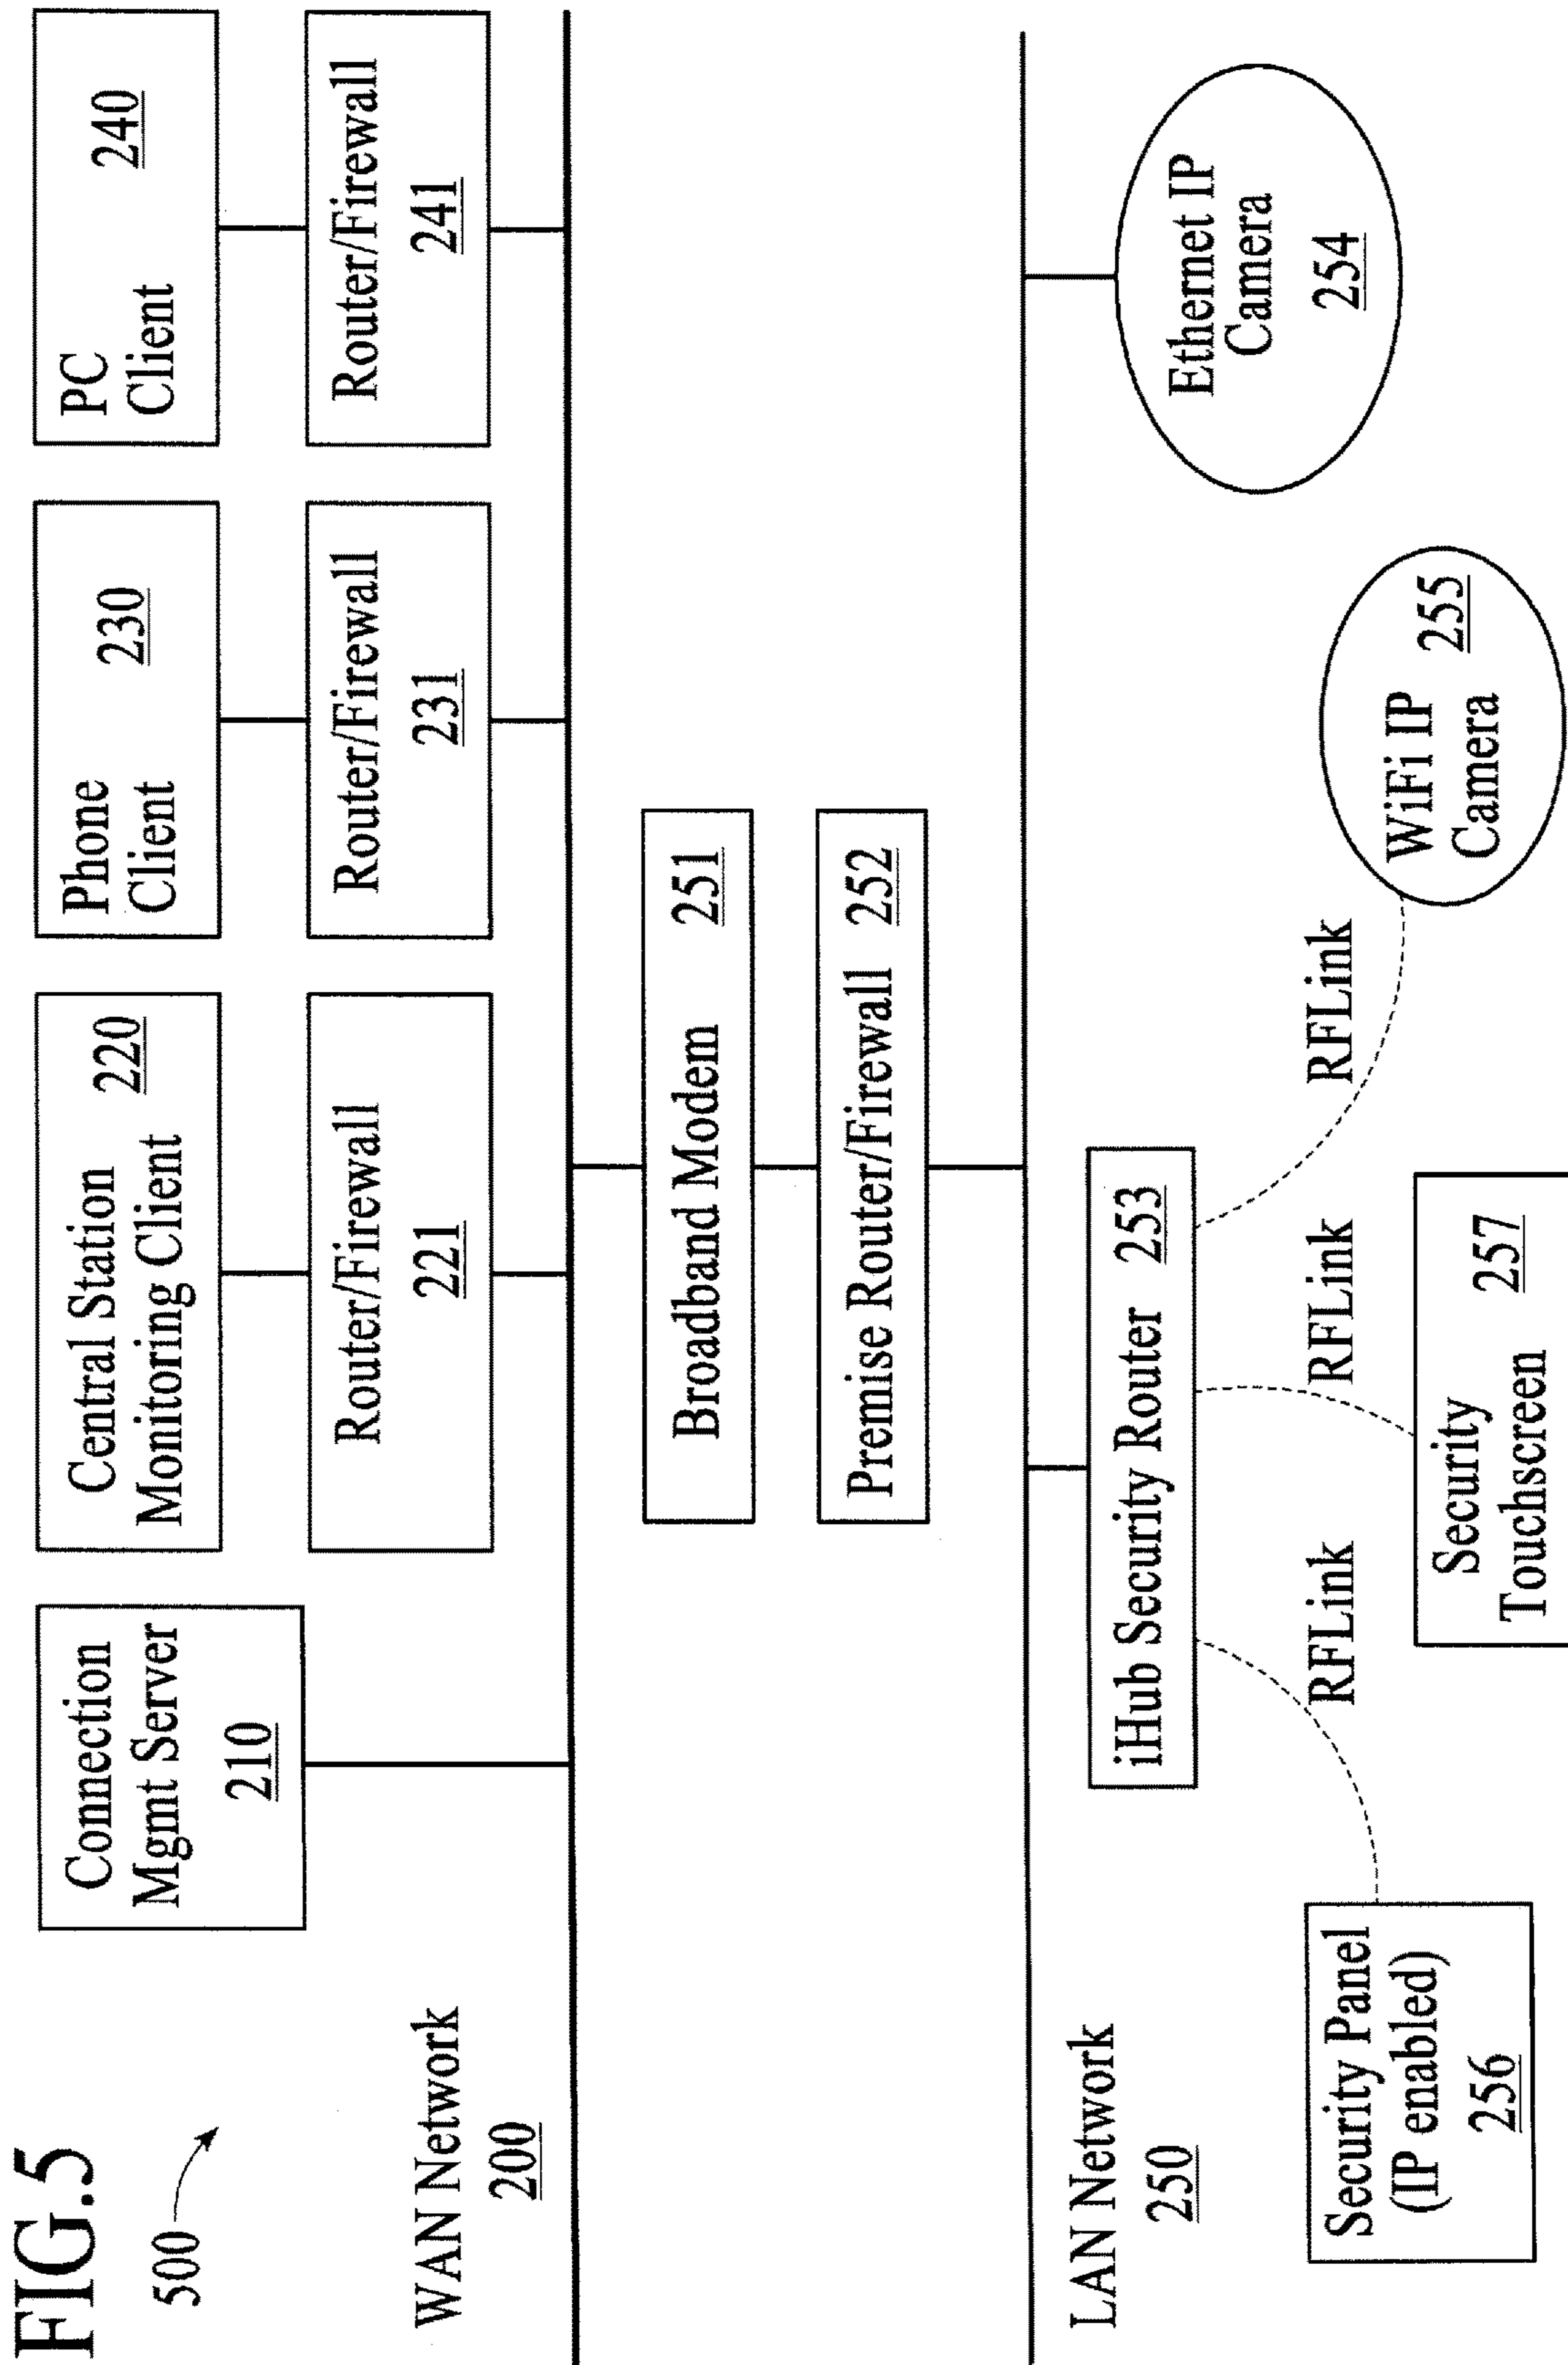 FIG.5
500
Connection
Mgmt Server
210
Central Station
220
Monitoring Client
Phone
230
Client
PC
240
Client
Router/Firewall
221
Router/Firewall
231
Router/Firewall
241
WAN Network
200
Broadband Modem 251
Premise Router/Firewall 252
LAN Network
250
iHub Security Router 253
Ethernet IP
Camera
254
RFLink
RFLink
RFLink
Security Panel
(IP enabled)
256
Security
257
Touchscreen
WiFi IP
255
Camera